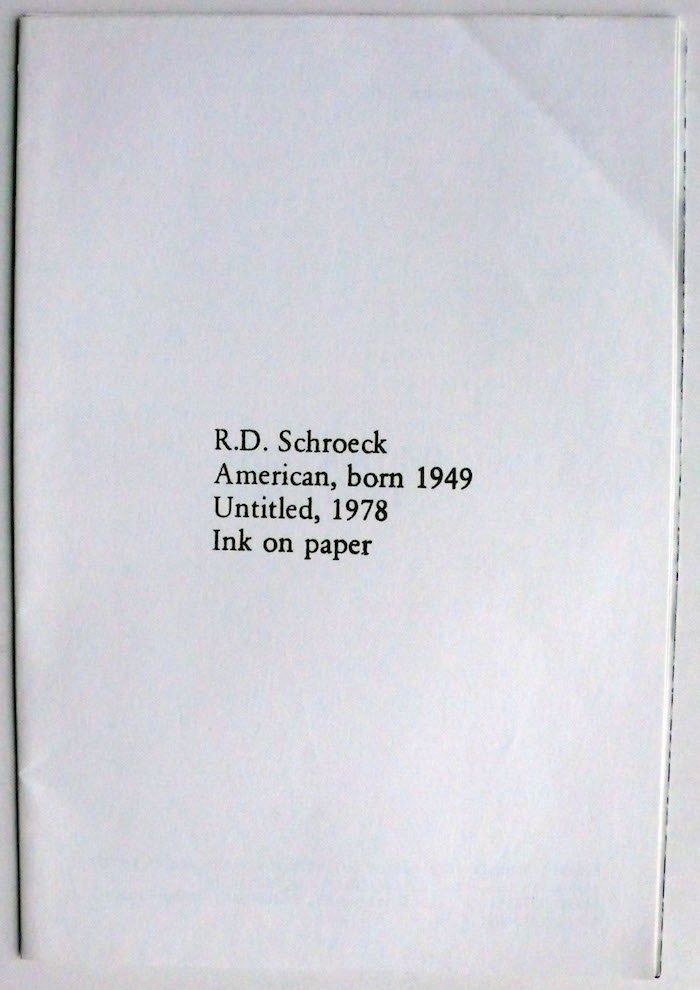 R.D. Schroeck
American, born 1949
Untitled, 1978
Ink on paper